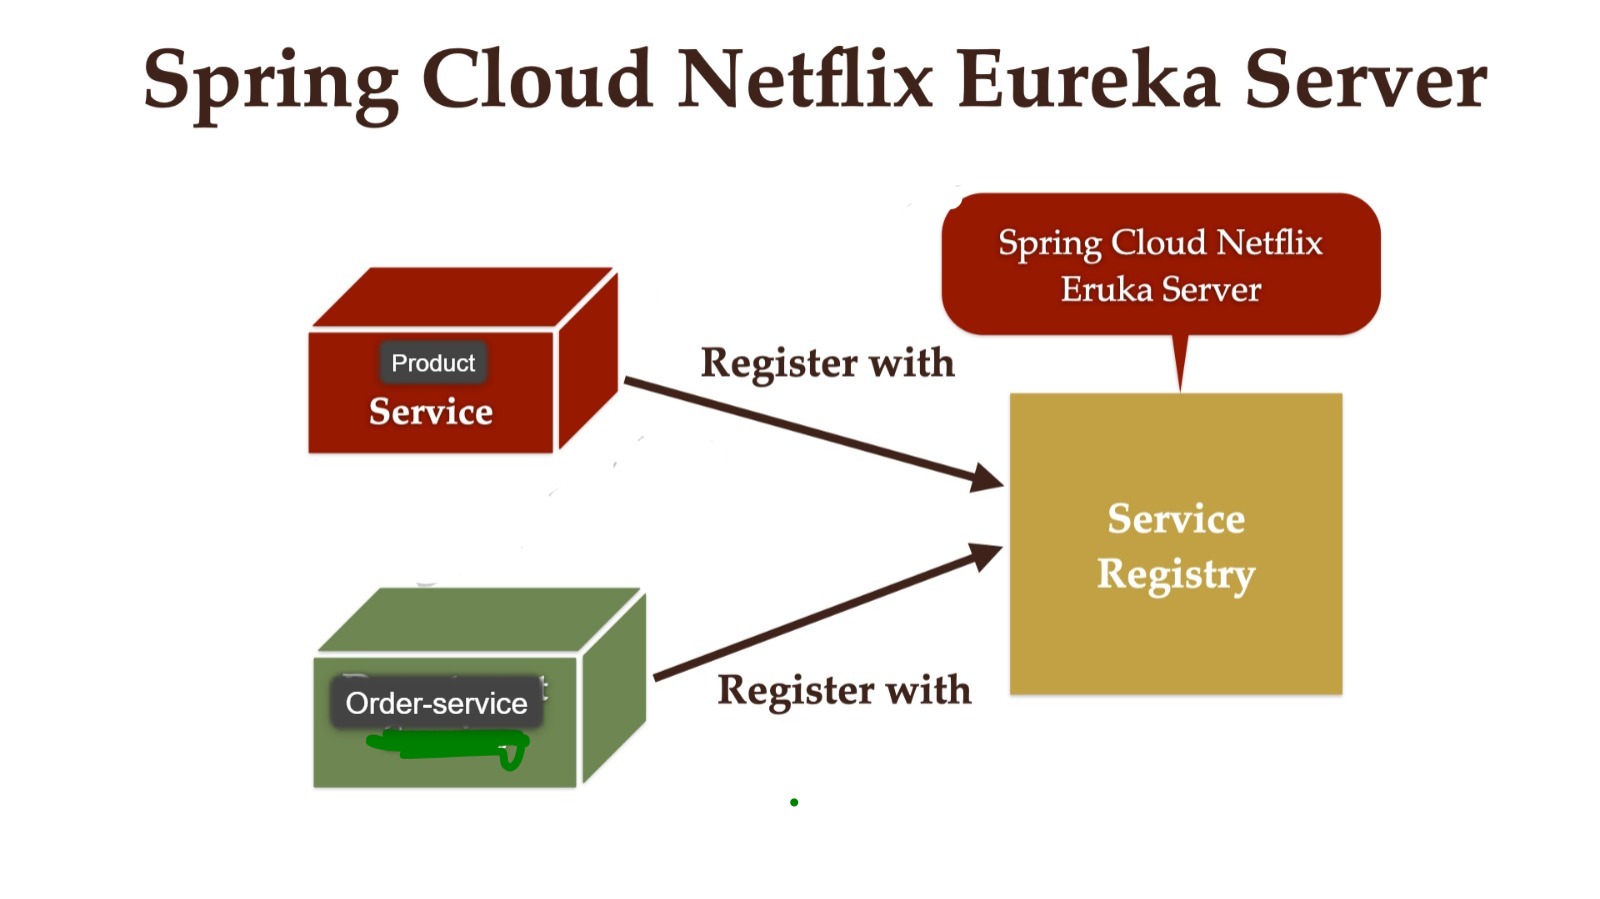 Spring Cloud Netflix Eureka Server
Spring Cloud Netflix
Eruka Server
Product
Service
Register with
Service
Registry
Order-service
Register with